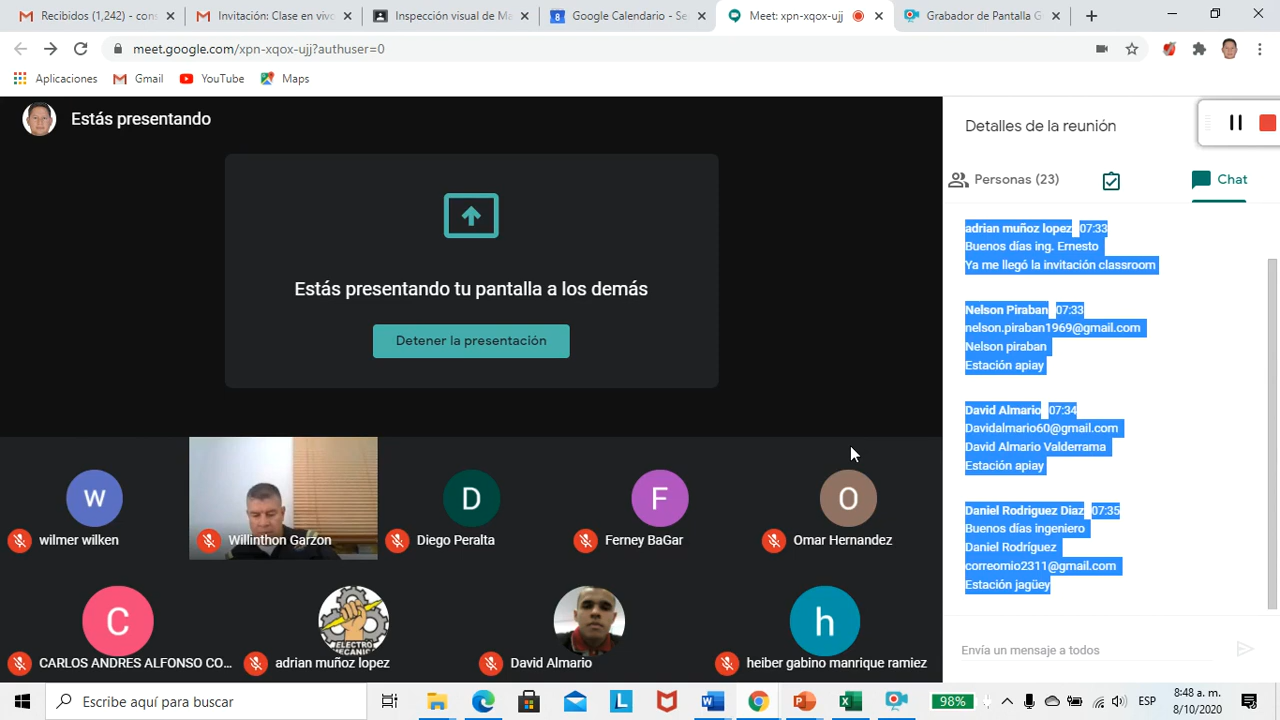 Recibidos (1,242) - com
Invitación: Clase en vivo
Inspección visual de Ma
Google Calendario - Se
Meet: xpn-xqox-ujj
Grabador de Pantalla G
meet.google.com/xpn-xqox-ujj?authuser=0
Aplicaciones
Gmail
YouTube
Maps
Estás presentando
Estás presentando tu pantalla a los demás
Detener la presentación
W
wilmer wilken
Willinthon Garzon
D
Diego Peralta
F
Ferney BaGar
O
Omar Hernandez
C
CARLOS ANDRES ALFONSO CO...
ELECTRO
MECANIC
adrian muñoz lopez
David Almario
h
heiber gabino manrique ramiez
Detalles de la reunión
Personas (23)
Chat
adrian muñoz lopez 07:33
Buenos días ing. Ernesto
Ya me llegó la invitación classroom
Nelson Piraban 07:33
nelson.piraban1969@gmail.com
Nelson piraban
Estación apiay
David Almario 07:34
Davidalmario60@gmail.com
David Almario Valderrama
Estación apiay
Daniel Rodriguez Diaz 07:35
Buenos días ingeniero
Daniel Rodríguez
correomio2311@gmail.com
Estación jagüey
Envía un mensaje a todos
Escribe aquí para buscar
98%
ESP
8:48 a. m.
8/10/2020